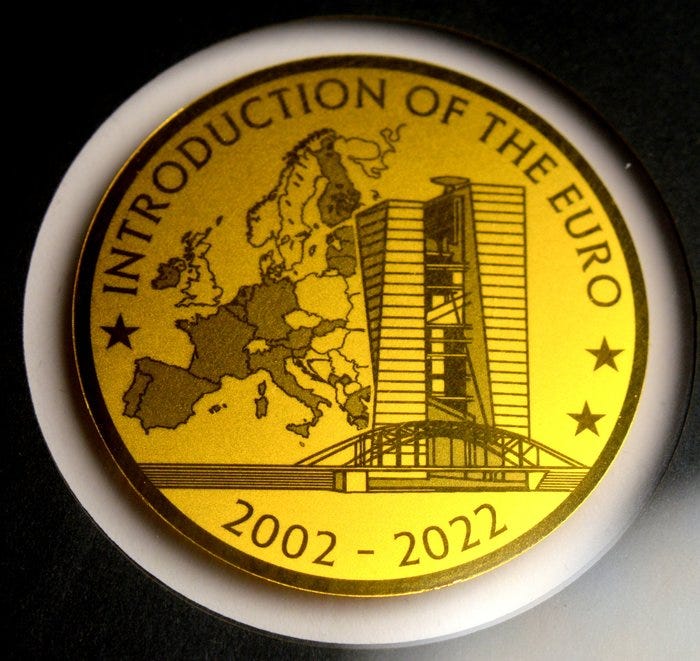 INTRODUCTION OF THE EURO
2002 - 2022